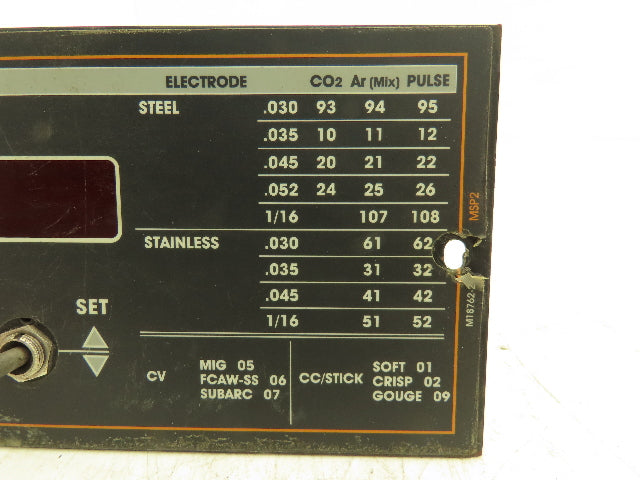 ELECTRODE CO2 Ar (Mix) PULSE
STEEL .030 93 94 95
.035 10 11 12
.045 20 21 22
.052 24 25 26
1/16 107 108
STAINLESS .030 61 62
.035 31 32
.045 41 42
1/16 51 52
MSP2
SET
CV
MIG 05
FCAW-SS 06
SUBARC 07
CC/STICK
SOFT 01
CRISP 02
GOUGE 09